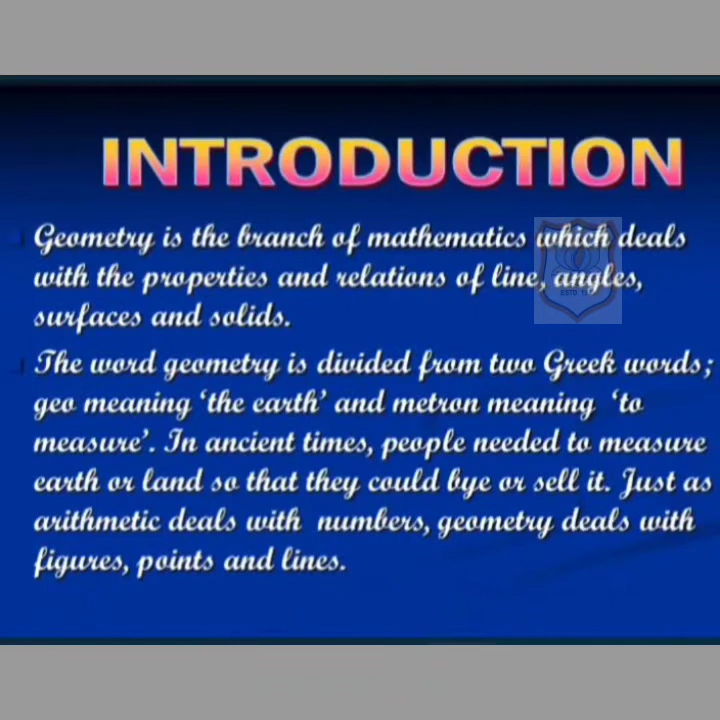 INTRODUCTION
Geometry is the branch of mathematics which deals
with the properties and relations of line, angles,
surfaces and solids.
The word geometry is divided from two Greek words;
geo meaning ‘the earth’ and metron meaning ‘to
measure’. In ancient times, people needed to measure
earth or land so that they could bye or sell it. Just as
arithmetic deals with numbers, geometry deals with
figures, points and lines.
ESTD